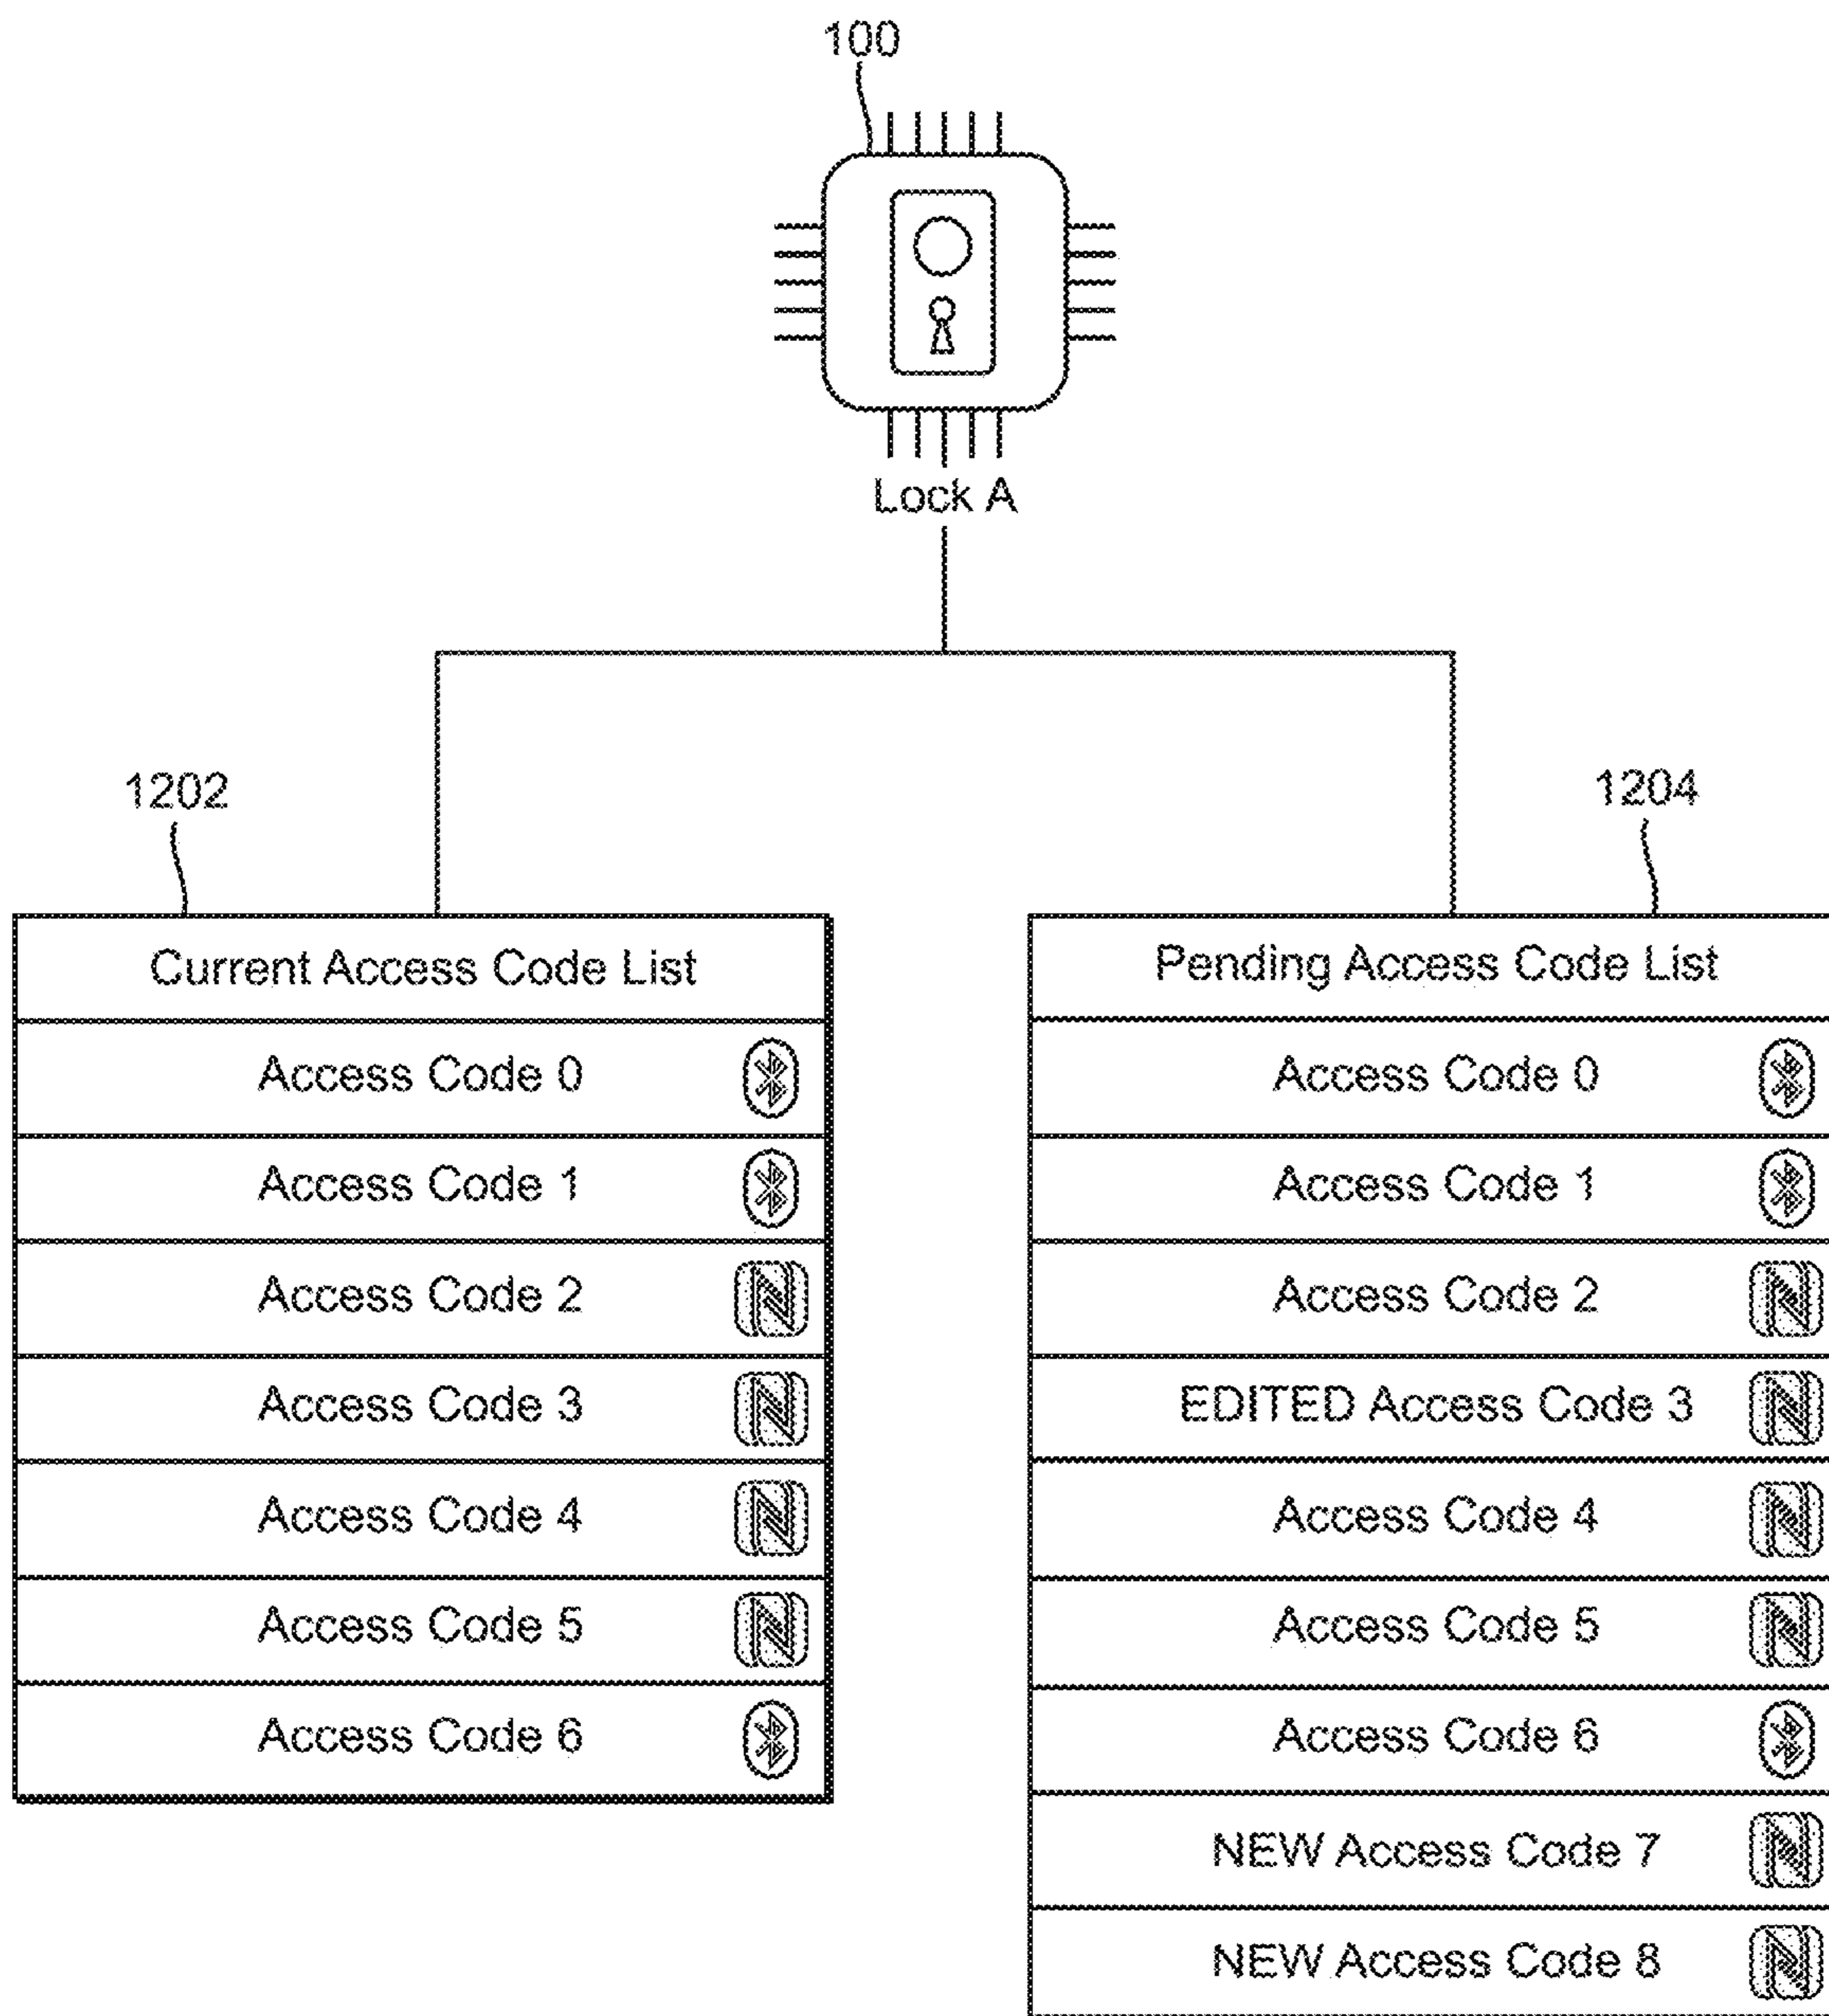 100
Lock A
1202
1204
Current Access Code List
Access Code 0
Access Code 1
Access Code 2
Access Code 3
Access Code 4
Access Code 5
Access Code 6
Pending Access Code List
Access Code 0
Access Code 1
Access Code 2
EDITED Access Code 3
Access Code 4
Access Code 5
Access Code 6
NEW Access Code 7
NEW Access Code 8